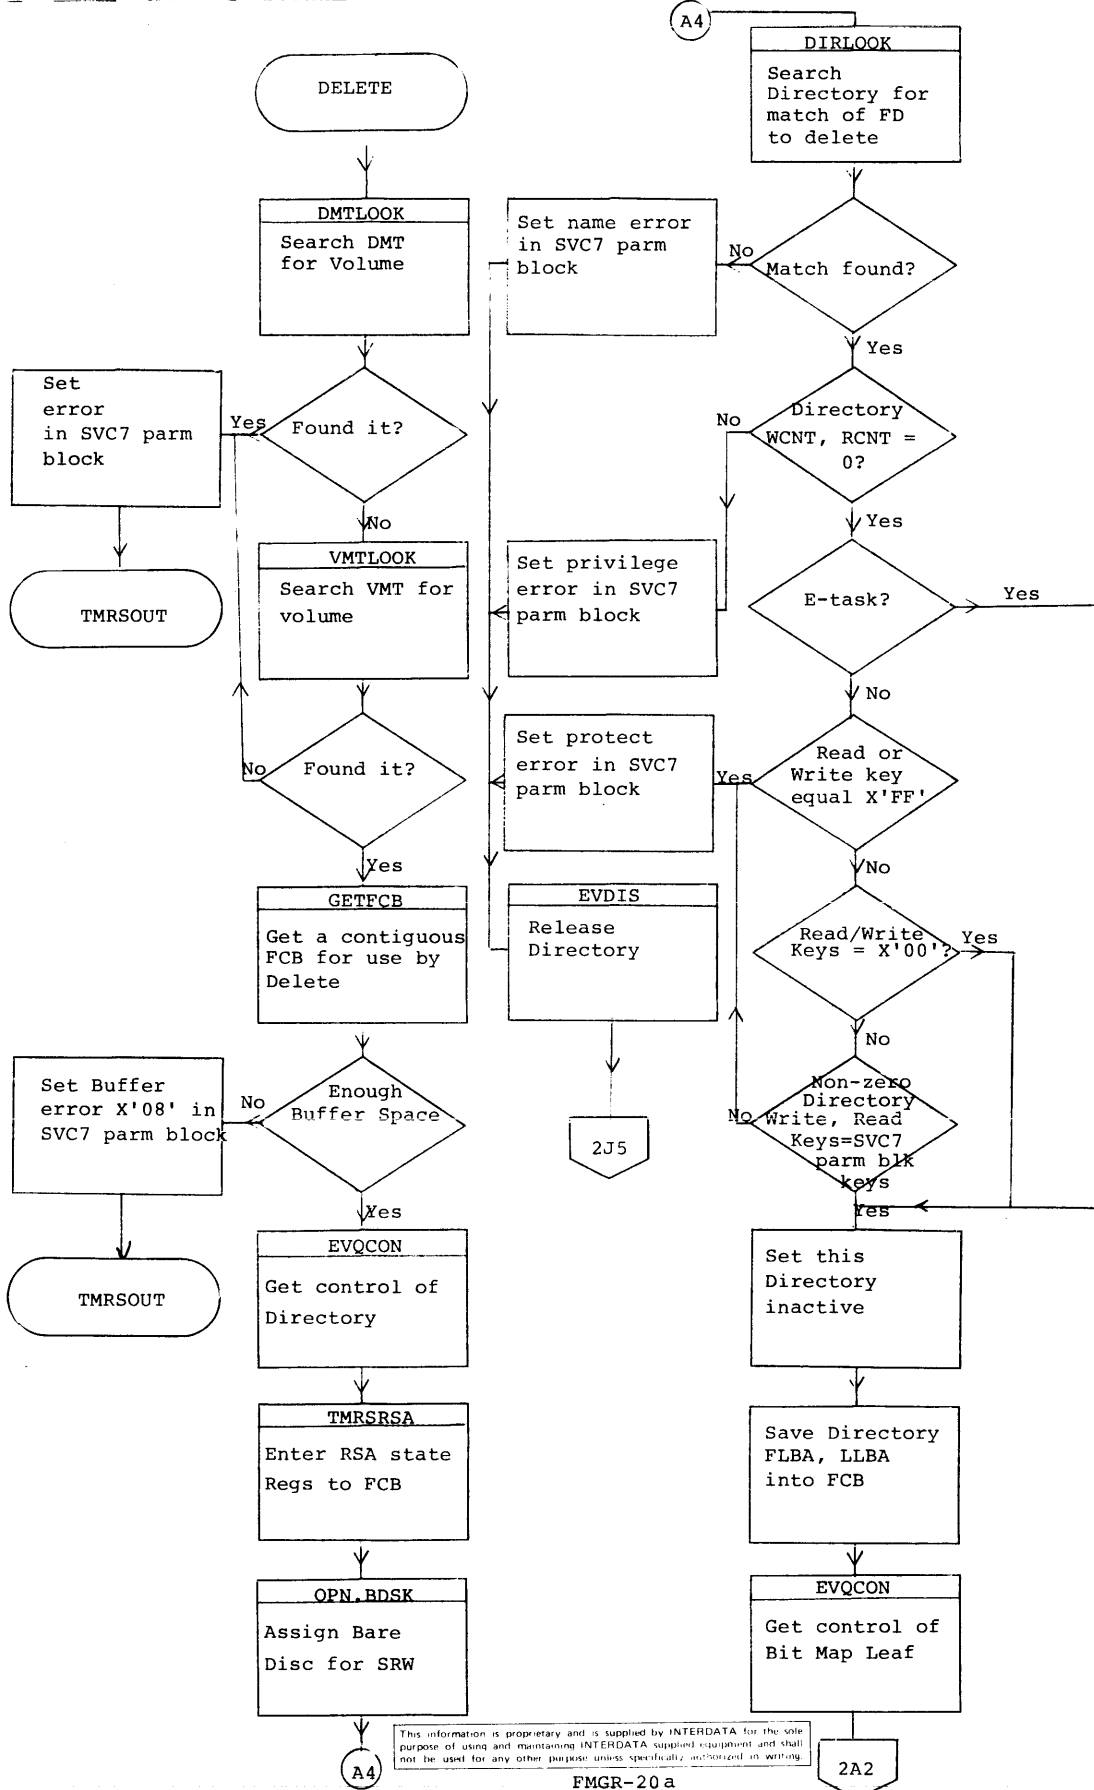 DELETE
DMTLOOK
Search DMT
for Volume
Found it?
Yes
Set
error
in SVC7 parm
block
TMRSOUT
No
VMTLOOK
Search VMT for
volume
Found it?
No
Yes
GETFCB
Get a contiguous
FCB for use by
Delete
Enough
Buffer Space
No
Set Buffer
error X'08' in
SVC7 parm block
TMRSOUT
Yes
EVQCON
Get control of
Directory
TMRSRSA
Enter RSA state
Regs to FCB
OPN.BDSK
Assign Bare
Disc for SRW
A4
A4
DIRLOOK
Search
Directory for
match of FD
to delete
Match found?
No
Set name error
in SVC7 parm
block
Yes
Directory
WCNT, RCNT =
0?
No
Set privilege
error in SVC7
parm block
Yes
E-task?
Yes
No
Read or
Write key
equal X'FF'
Yes
Set protect
error in SVC7
parm block
No
EVDIS
Release
Directory
2J5
Read/Write
Keys = X'00'?
Yes
No
Non-zero
Directory
Write, Read
Keys=SVC7
parm blk
keys
No
Yes
Set this
Directory
inactive
Save Directory
FLBA, LLBA
into FCB
EVQCON
Get control of
Bit Map Leaf
2A2
This information is proprietary and is supplied by INTERDATA for the sole
purpose of using and maintaining INTERDATA supplied equipment and shall
not be used for any other purpose unless specifically authorized in writing.
FMGR-20a